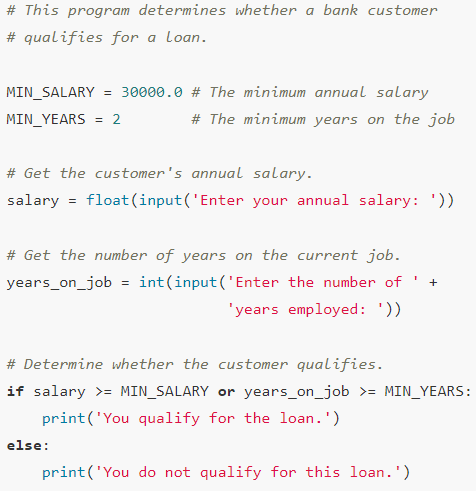 # This program determines whether a bank customer
# qualifies for a loan.
MIN_SALARY = 30000.0 # The minimum annual salary
MIN_YEARS = 2        # The minimum years on the job
# Get the customer's annual salary.
salary = float(input('Enter your annual salary: '))
# Get the number of years on the current job.
years_on_job = int(input('Enter the number of ' +
                         'years employed: '))
# Determine whether the customer qualifies.
if salary >= MIN_SALARY or years_on_job >= MIN_YEARS:
    print('You qualify for the loan.')
else:
    print('You do not qualify for this loan.')